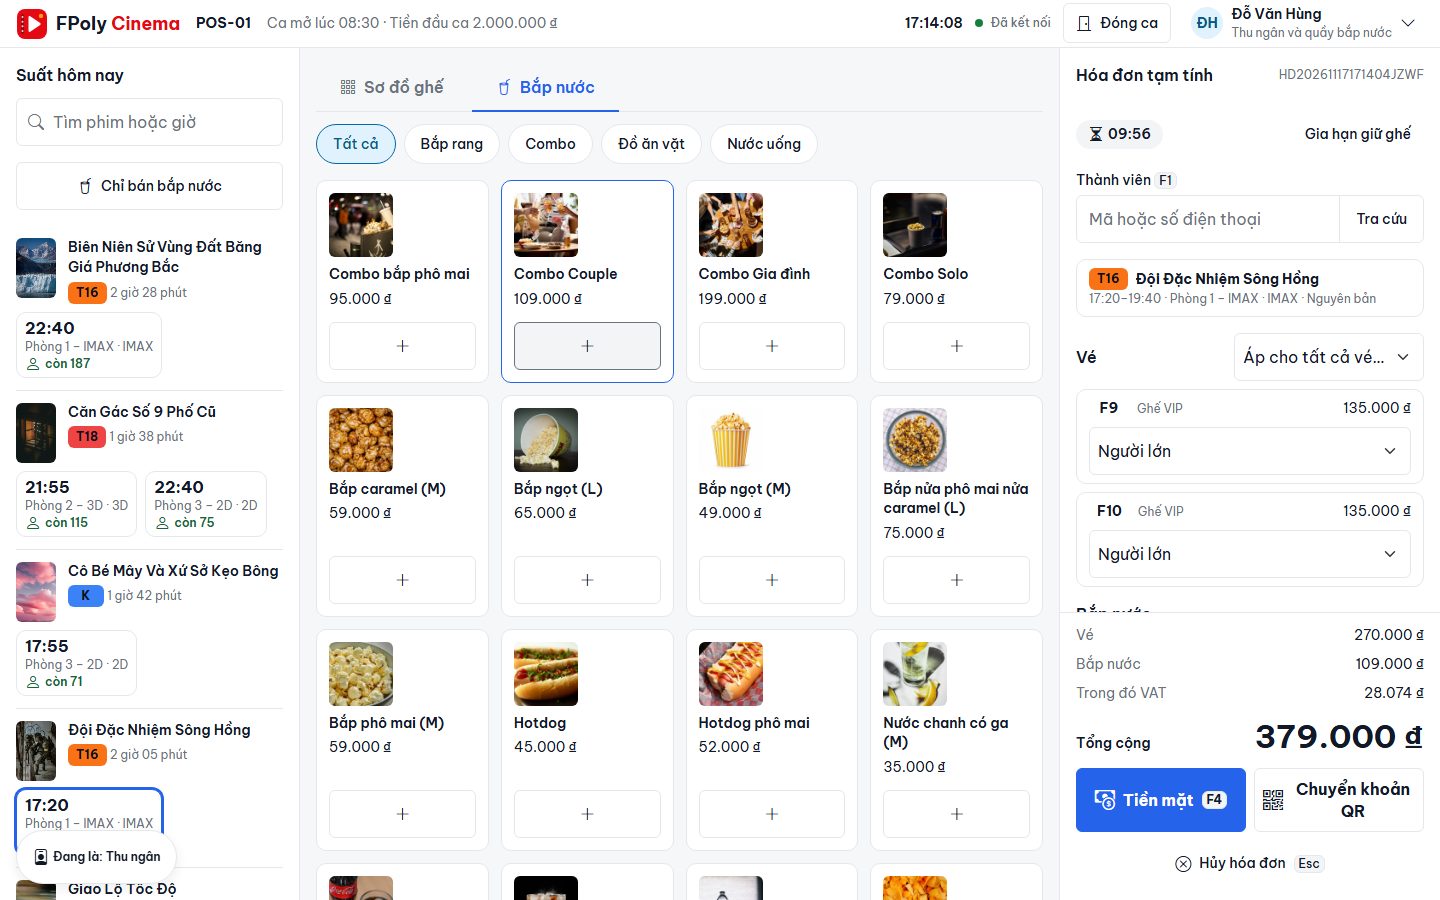 FPoly Cinema
POS-01
Ca mở lúc 08:30 · Tiền đầu ca 2.000.000 ₫
17:14:08
Đã kết nối
Đóng ca
ĐH
Đỗ Văn Hùng
Thu ngân và quầy bắp nước
Suất hôm nay
Tìm phim hoặc giờ
Chỉ bán bắp nước
Biên Niên Sử Vùng Đất Băng
Giá Phương Bắc
T16 2 giờ 28 phút
22:40
Phòng 1 – IMAX · IMAX
còn 187
Căn Gác Số 9 Phố Cũ
T18 1 giờ 38 phút
21:55
Phòng 2 – 3D · 3D
còn 115
22:40
Phòng 3 – 2D · 2D
còn 75
Cô Bé Mây Và Xứ Sở Kẹo Bông
K 1 giờ 42 phút
17:55
Phòng 3 – 2D · 2D
còn 71
Đội Đặc Nhiệm Sông Hồng
T16 2 giờ 05 phút
17:20
Phòng 1 – IMAX · IMAX
Đang là: Thu ngân
Giao Lộ Tốc Độ
Sơ đồ ghế
Bắp nước
Tất cả
Bắp rang
Combo
Đồ ăn vặt
Nước uống
Combo bắp phô mai
95.000 ₫
Combo Couple
109.000 ₫
Combo Gia đình
199.000 ₫
Combo Solo
79.000 ₫
Bắp caramel (M)
59.000 ₫
Bắp ngọt (L)
65.000 ₫
Bắp ngọt (M)
49.000 ₫
Bắp nửa phô mai nửa
caramel (L)
75.000 ₫
Bắp phô mai (M)
59.000 ₫
Hotdog
45.000 ₫
Hotdog phô mai
52.000 ₫
Nước chanh có ga
(M)
35.000 ₫
Hóa đơn tạm tính
HD20261117171404JZWF
09:56
Gia hạn giữ ghế
Thành viên F1
Mã hoặc số điện thoại
Tra cứu
T16 Đội Đặc Nhiệm Sông Hồng
17:20–19:40 · Phòng 1 – IMAX · IMAX · Nguyên bản
Vé
Áp cho tất cả vé...
F9 Ghế VIP 135.000 ₫
Người lớn
F10 Ghế VIP 135.000 ₫
Người lớn
Bắp nước
Vé 270.000 ₫
Bắp nước 109.000 ₫
Trong đó VAT 28.074 ₫
Tổng cộng 379.000 ₫
Tiền mặt F4
Chuyển khoản
QR
Hủy hóa đơn Esc